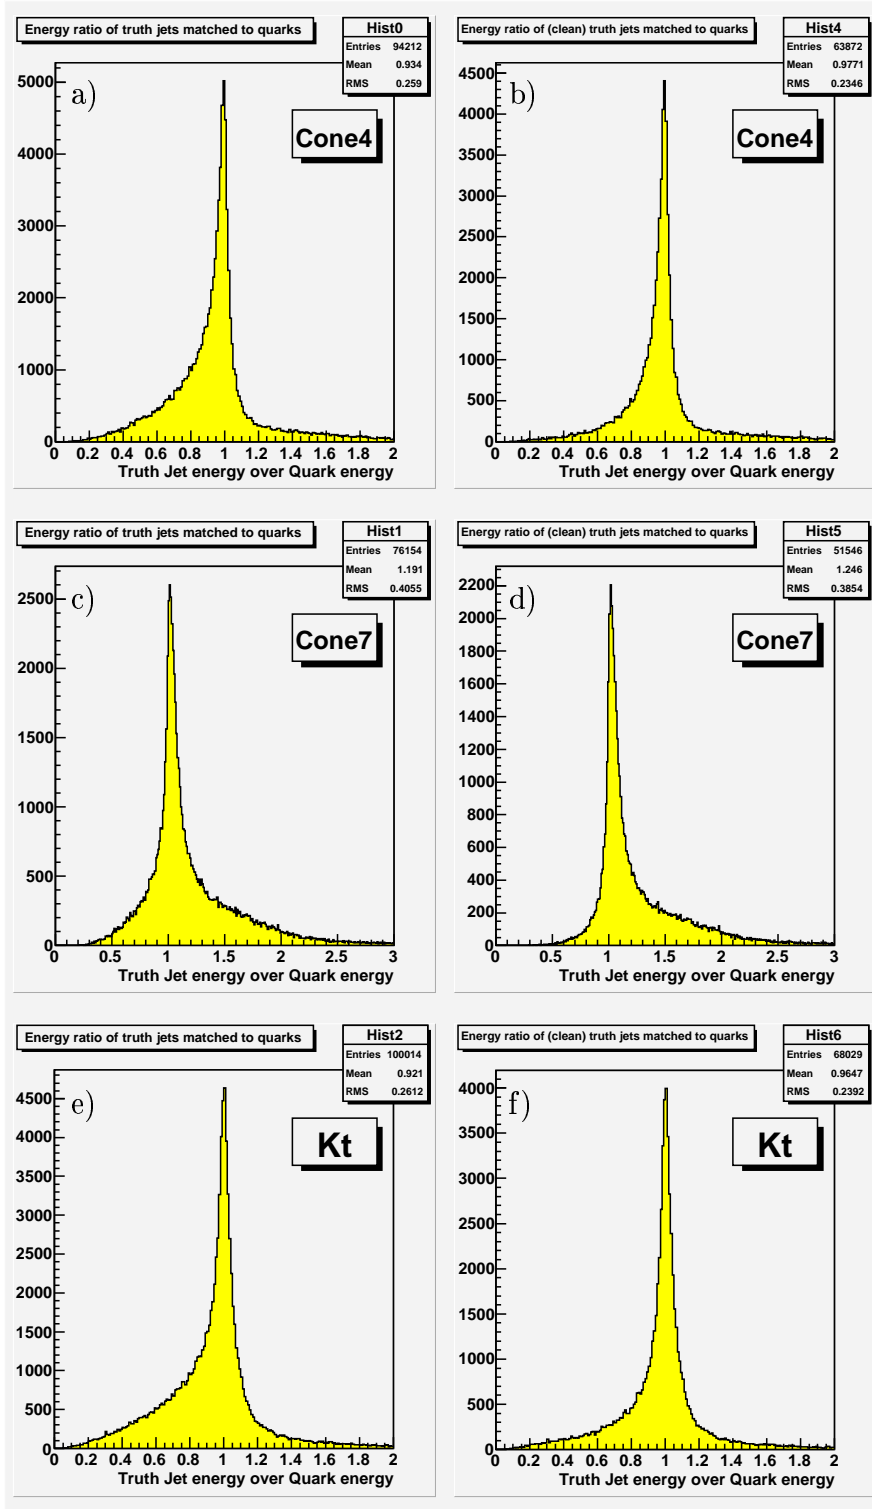 Energy ratio of truth jets matched to quarks
Hist0
Entries 94212
Mean 0.934
RMS 0.259
a)
Cone4
5000
4000
3000
2000
1000
0
0 0.2 0.4 0.6 0.8 1 1.2 1.4 1.6 1.8 2
Truth Jet energy over Quark energy
Energy ratio of (clean) truth jets matched to quarks
Hist4
Entries 63872
Mean 0.9771
RMS 0.2346
b)
Cone4
4500
4000
3500
3000
2500
2000
1500
1000
500
0
0 0.2 0.4 0.6 0.8 1 1.2 1.4 1.6 1.8 2
Truth Jet energy over Quark energy
Energy ratio of truth jets matched to quarks
Hist1
Entries 76154
Mean 1.191
RMS 0.4055
c)
Cone7
2500
2000
1500
1000
500
0
0 0.5 1 1.5 2 2.5 3
Truth Jet energy over Quark energy
Energy ratio of (clean) truth jets matched to quarks
Hist5
Entries 51546
Mean 1.246
RMS 0.3854
d)
Cone7
2200
2000
1800
1600
1400
1200
1000
800
600
400
200
0
0 0.5 1 1.5 2 2.5 3
Truth Jet energy over Quark energy
Energy ratio of truth jets matched to quarks
Hist2
Entries 100014
Mean 0.921
RMS 0.2612
e)
Kt
4500
4000
3500
3000
2500
2000
1500
1000
500
0
0 0.2 0.4 0.6 0.8 1 1.2 1.4 1.6 1.8 2
Truth Jet energy over Quark energy
Energy ratio of (clean) truth jets matched to quarks
Hist6
Entries 68029
Mean 0.9647
RMS 0.2392
f)
Kt
4000
3500
3000
2500
2000
1500
1000
500
0
0 0.2 0.4 0.6 0.8 1 1.2 1.4 1.6 1.8 2
Truth Jet energy over Quark energy